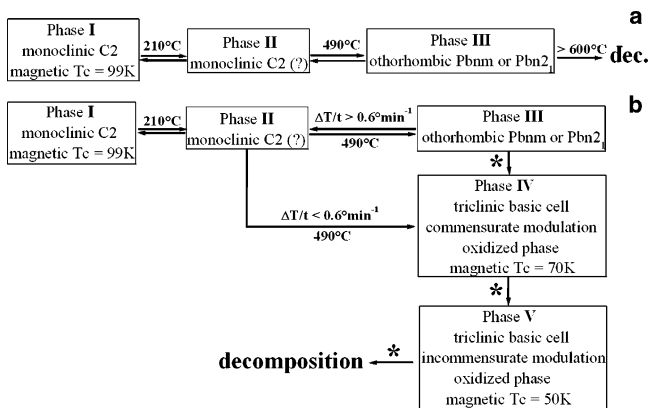 a
Phase I
monoclinic C2
magnetic Tc = 99K
210°C
Phase II
monoclinic C2 (?)
490°C
Phase III
othorhombic Pbnm or Pbn2₁
> 600°C
dec.
b
Phase I
monoclinic C2
magnetic Tc = 99K
210°C
Phase II
monoclinic C2 (?)
ΔT/t > 0.6°min⁻¹
490°C
Phase III
othorhombic Pbnm or Pbn2₁
*
ΔT/t < 0.6°min⁻¹
490°C
Phase IV
triclinic basic cell
commensurate modulation
oxidized phase
magnetic Tc = 70K
*
Phase V
triclinic basic cell
incommensurate modulation
oxidized phase
magnetic Tc = 50K
*
decomposition